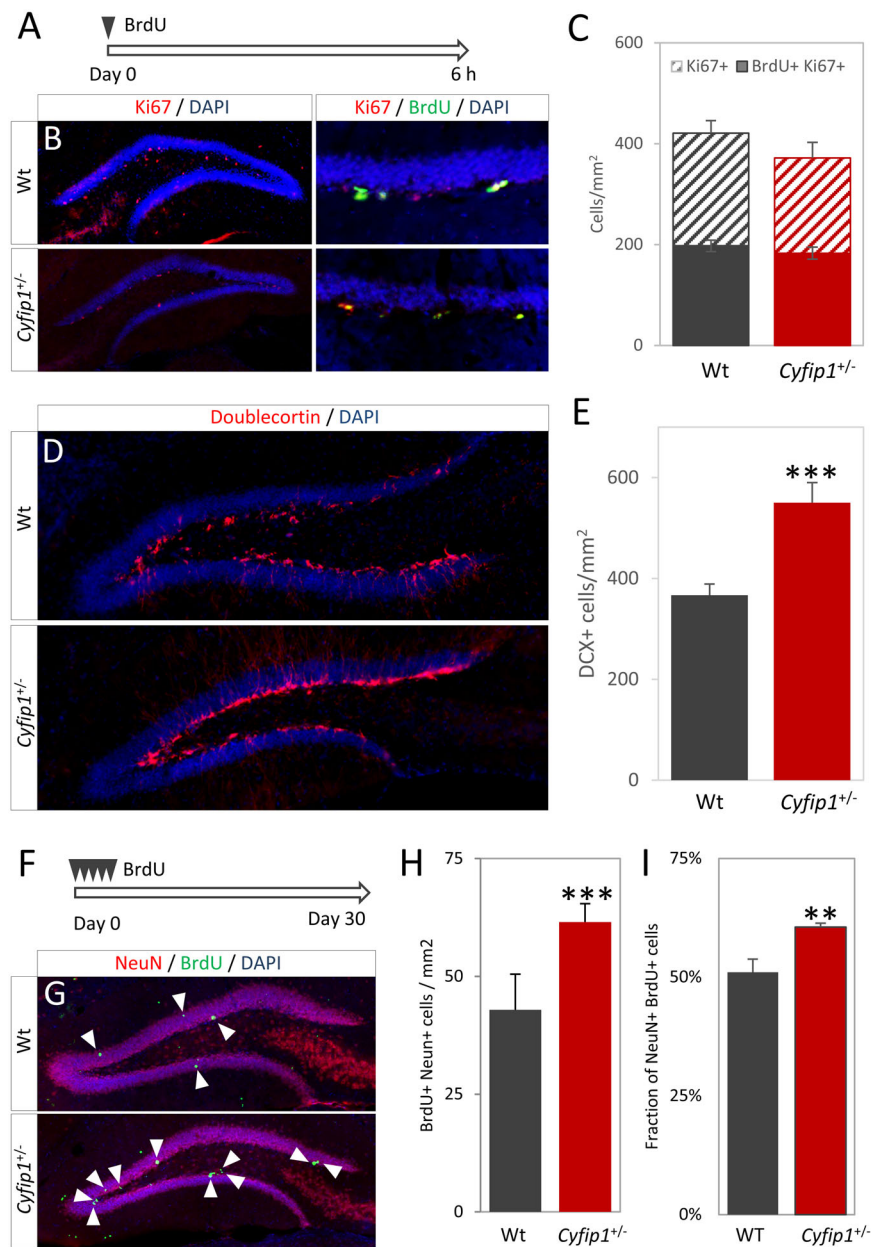 A
BrdU
Day 0
6 h
Ki67 / DAPI
Ki67 / BrdU / DAPI
B
Wt
Cyfip1+/-
C
600
400
200
0
Cells/mm2
Ki67+
BrdU+ Ki67+
Wt
Cyfip1+/-
Doublecortin / DAPI
D
Wt
Cyfip1+/-
E
600
400
200
0
DCX+ cells/mm2
***
Wt
Cyfip1+/-
F
BrdU
Day 0
Day 30
NeuN / BrdU / DAPI
G
Wt
Cyfip1+/-
H
75
50
25
0
BrdU+ Neun+ cells / mm2
***
Wt
Cyfip1+/-
I
75%
50%
25%
0%
Fraction of NeuN+ BrdU+ cells
**
WT
Cyfip1+/-